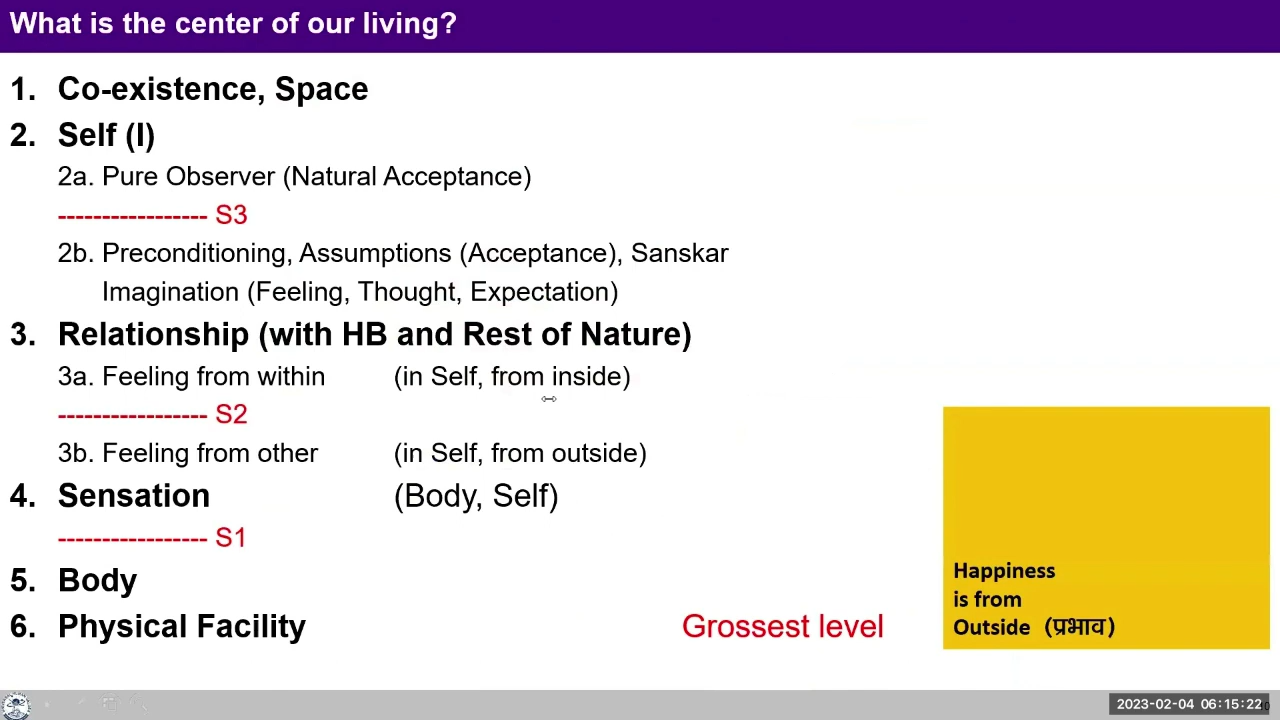 What is the center of our living?
1. Co-existence, Space
2. Self (I)
2a. Pure Observer (Natural Acceptance)
----------------- S3
2b. Preconditioning, Assumptions (Acceptance), Sanskar
Imagination (Feeling, Thought, Expectation)
3. Relationship (with HB and Rest of Nature)
3a. Feeling from within (in Self, from inside)
----------------- S2
3b. Feeling from other (in Self, from outside)
4. Sensation (Body, Self)
----------------- S1
5. Body
6. Physical Facility
Grossest level
Happiness
is from
Outside (प्रभाव)
2023-02-04 06:15:22